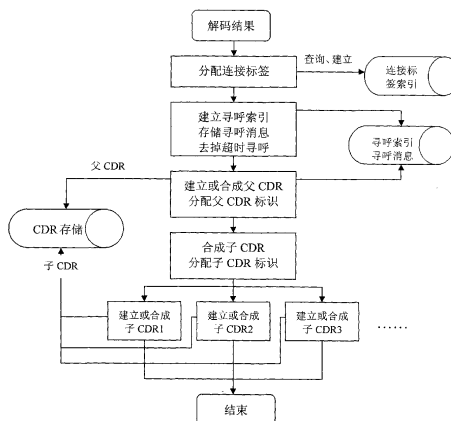 解码结果
分配连接标签
查询、建立
连接标
签索引
建立寻呼索引
存储寻呼消息
去掉超时寻呼
寻呼索引
寻呼消息
父 CDR
建立或合成父 CDR
分配父 CDR 标识
CDR 存储
子 CDR
合成子 CDR
分配子 CDR 标识
建立或合成
子 CDR1
建立或合成
子 CDR2
建立或合成
子 CDR3
……
结束